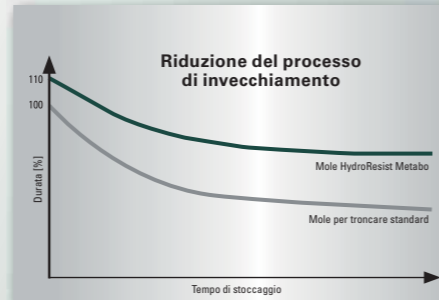 Riduzione del processo
di invecchiamento
110
100
Durata [%]
Mole HydroResist Metabo
Mole per troncare standard
Tempo di stoccaggio